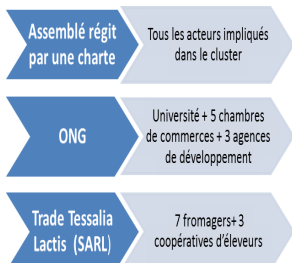 Assemblé régit
par une charte
Tous les acteurs impliqués
dans le cluster
ONG
Université + 5 chambres
de commerces + 3 agences
de développement
Trade Tessalia
Lactis (SARL)
7 fromagers+ 3
coopératives d’éleveurs